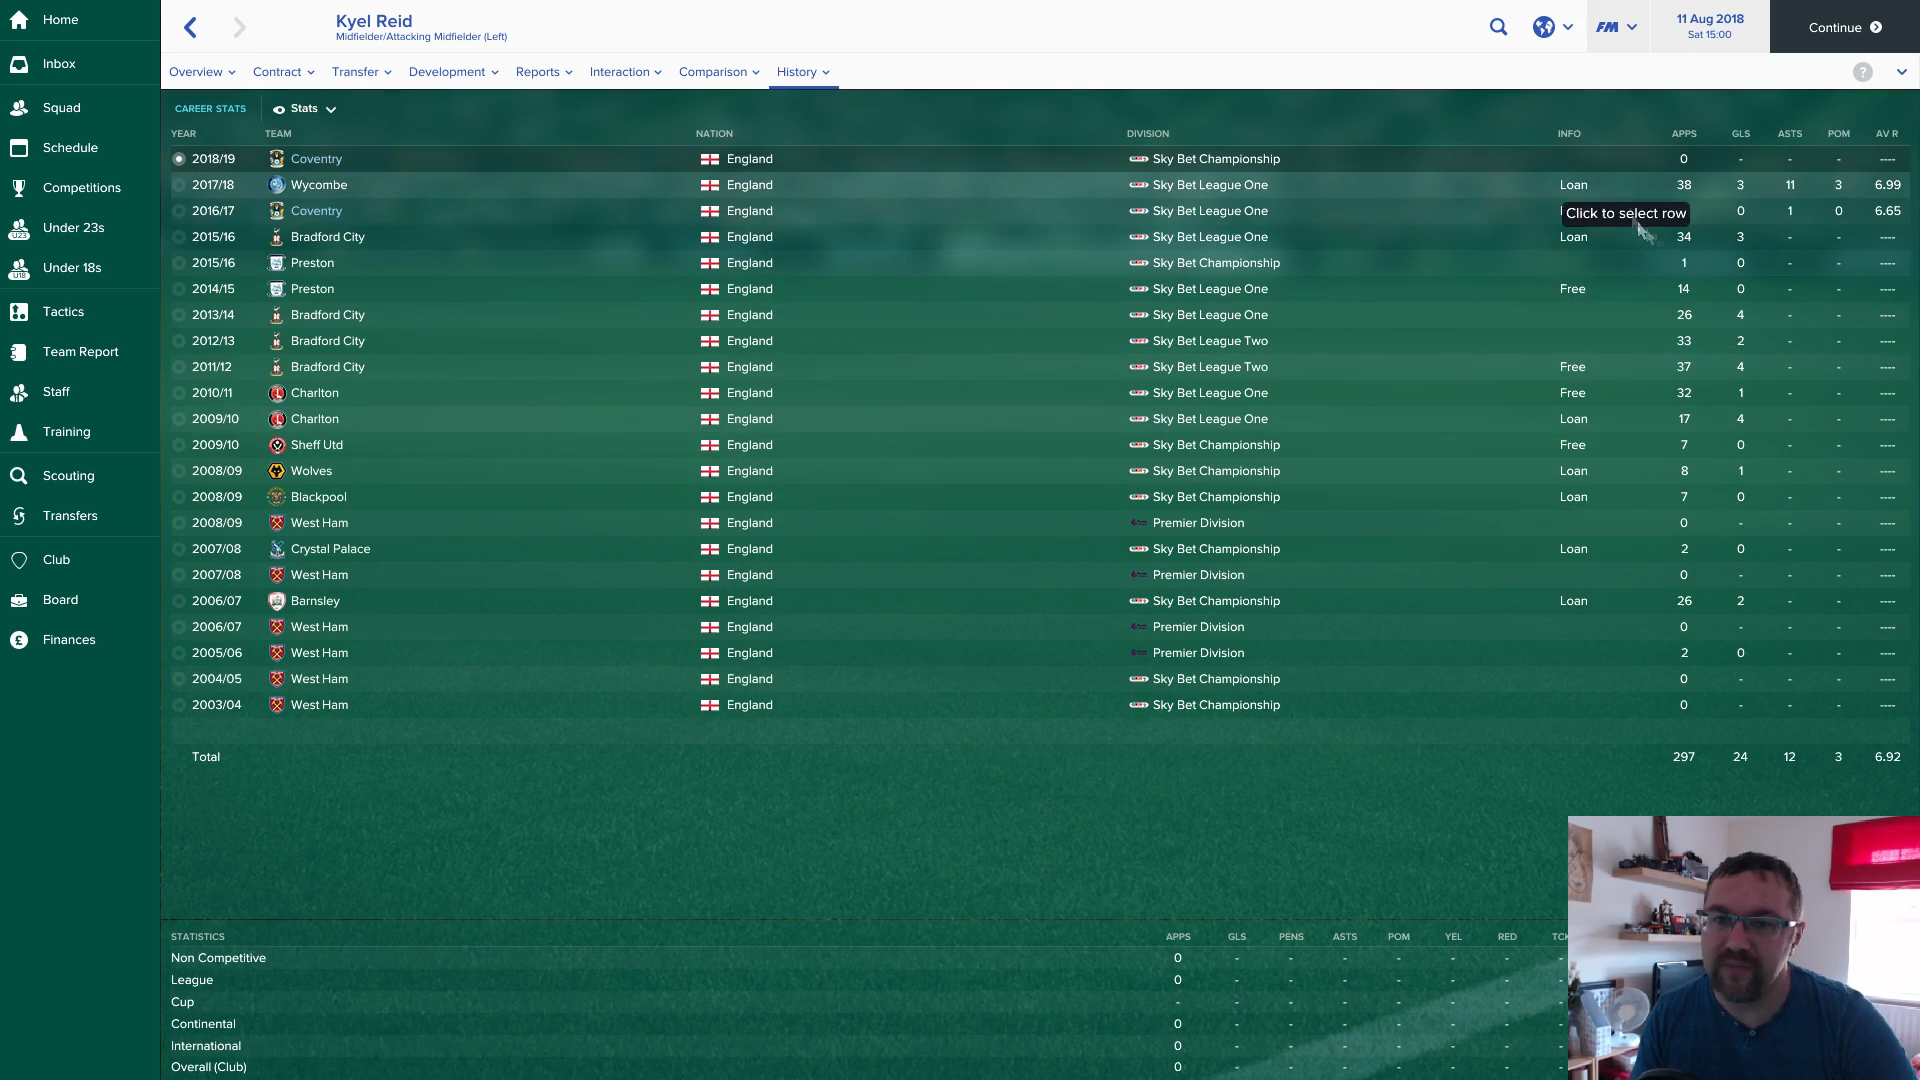 Home
Inbox
Squad
Schedule
Competitions
Under 23s
Under 18s
Tactics
Team Report
Staff
Training
Scouting
Transfers
Club
Board
Finances
Kyel Reid
Midfielder/Attacking Midfielder (Left)
FM
11 Aug 2018
Sat 15:00
Continue
Overview Contract Transfer Development Reports Interaction Comparison History
?
CAREER STATS Stats
YEAR TEAM NATION DIVISION INFO APPS GLS ASTS POM AV R
2018/19 Coventry England Sky Bet Championship 0 - - - ----
2017/18 Wycombe England Sky Bet League One Loan 38 3 11 3 6.99
2016/17 Coventry England Sky Bet League One 0 1 0 6.65
Click to select row
2015/16 Bradford City England Sky Bet League One Loan 34 3 - - ----
2015/16 Preston England Sky Bet Championship 1 0 - - ----
2014/15 Preston England Sky Bet League One Free 14 0 - - ----
2013/14 Bradford City England Sky Bet League One 26 4 - - ----
2012/13 Bradford City England Sky Bet League Two 33 2 - - ----
2011/12 Bradford City England Sky Bet League Two Free 37 4 - - ----
2010/11 Charlton England Sky Bet League One Free 32 1 - - ----
2009/10 Charlton England Sky Bet League One Loan 17 4 - - ----
2009/10 Sheff Utd England Sky Bet Championship Free 7 0 - - ----
2008/09 Wolves England Sky Bet Championship Loan 8 1 - - ----
2008/09 Blackpool England Sky Bet Championship Loan 7 0 - - ----
2008/09 West Ham England Premier Division 0 - - - ----
2007/08 Crystal Palace England Sky Bet Championship Loan 2 0 - - ----
2007/08 West Ham England Premier Division 0 - - - ----
2006/07 Barnsley England Sky Bet Championship Loan 26 2 - - ----
2006/07 West Ham England Premier Division 0 - - - ----
2005/06 West Ham England Premier Division 2 0 - - ----
2004/05 West Ham England Sky Bet Championship 0 - - - ----
2003/04 West Ham England Sky Bet Championship 0 - - - ----
Total 297 24 12 3 6.92
STATISTICS APPS GLS PENS ASTS POM YEL RED
Non Competitive 0 - - - - - - -
League 0 - - - - - - -
Cup - - - - - - - -
Continental 0 - - - - - - -
International 0 - - - - - - -
Overall (Club) 0 - - - - - - -